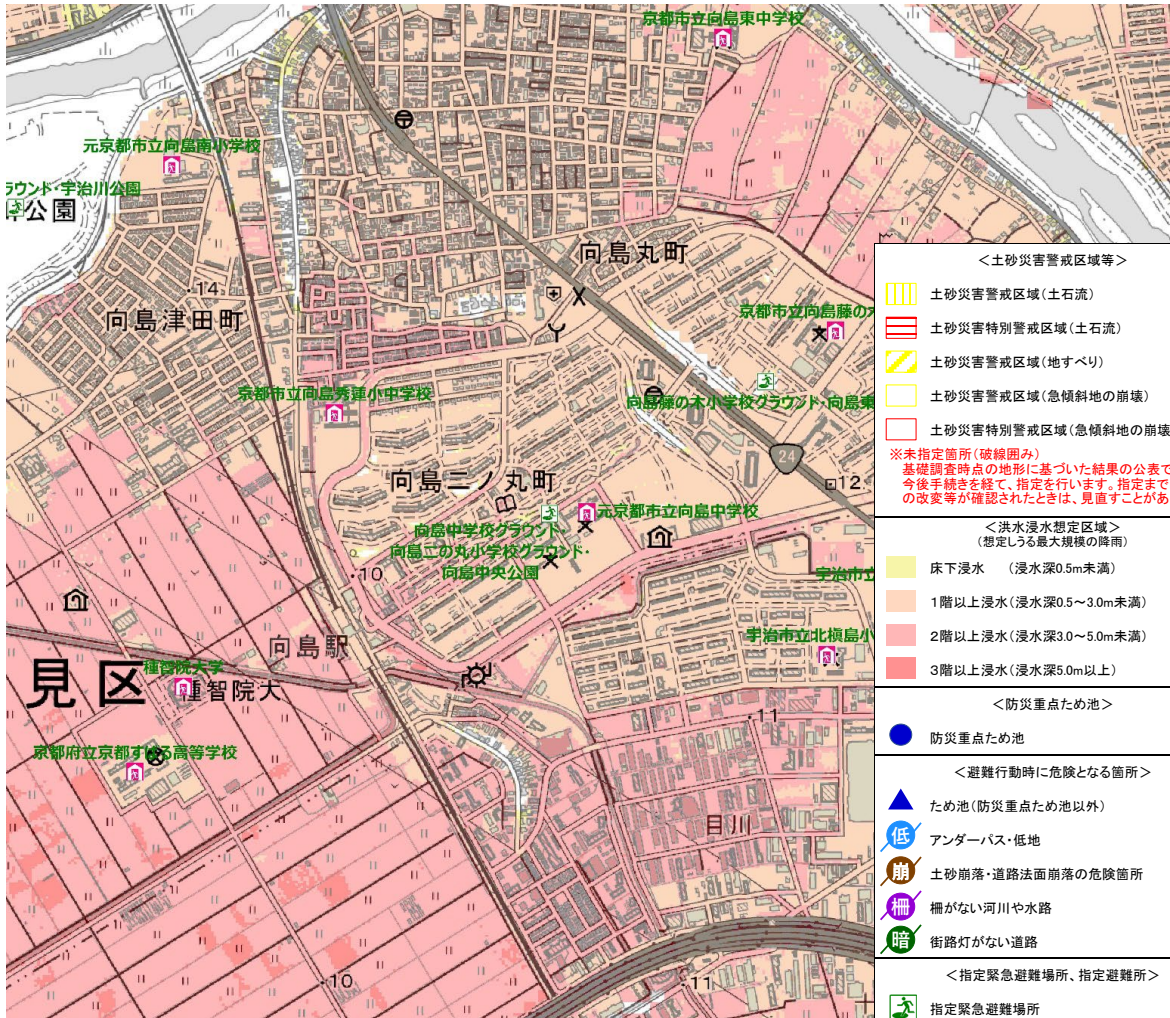 京都市立向島東中学校
元京都市立向島南小学校
ラウンド・宇治川公園
公園
向島丸町
14
向島津田町
京都市立向島藤の木
京都市立向島秀蓮小中学校
向島藤の木小学校グラウンド・向島東
24
12
向島二ノ丸町
元京都市立向島中学校
向島中学校グラウンド・
向島二の丸小学校グラウンド・
向島中央公園
10
宇治市立
宇治市立北槇島小
向島駅
種智院大学
種智院大
見区
京都府立京都すばる高等学校
11
目川
10
11
＜土砂災害警戒区域等＞
土砂災害警戒区域(土石流)
土砂災害特別警戒区域(土石流)
土砂災害警戒区域(地すべり)
土砂災害警戒区域(急傾斜地の崩壊)
土砂災害特別警戒区域(急傾斜地の崩壊
※未指定箇所(破線囲み)
基礎調査時点の地形に基づいた結果の公表で
今後手続きを経て、指定を行います。指定まで
の改変等が確認されたときは、見直すことがあ
＜洪水浸水想定区域＞
(想定しうる最大規模の降雨)
床下浸水　(浸水深0.5m未満)
1階以上浸水(浸水深0.5～3.0m未満)
2階以上浸水(浸水深3.0～5.0m未満)
3階以上浸水(浸水深5.0m以上)
＜防災重点ため池＞
防災重点ため池
＜避難行動時に危険となる箇所＞
ため池(防災重点ため池以外)
低 アンダーパス・低地
崩 土砂崩落・道路法面崩落の危険箇所
柵 柵がない河川や水路
暗 街路灯がない道路
＜指定緊急避難場所、指定避難所＞
指定緊急避難場所